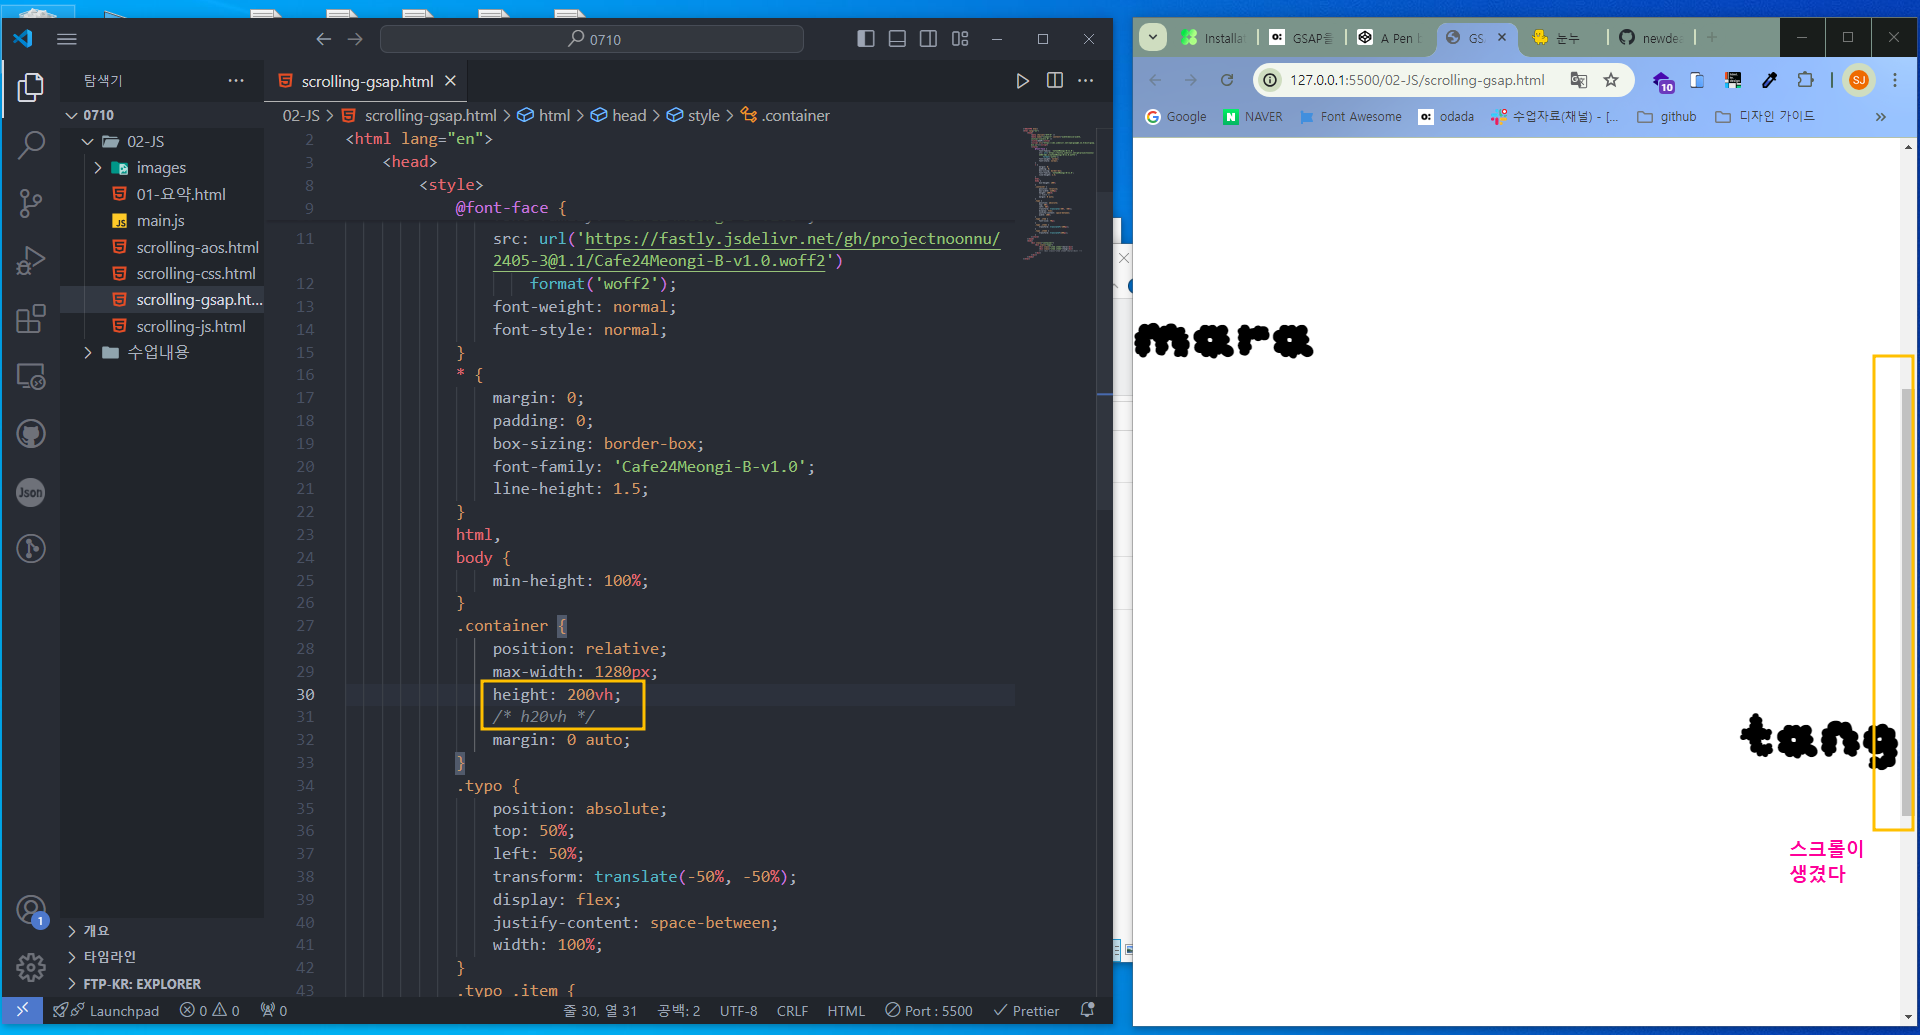 0710
탐색기
0710
02-JS
images
01-요약.html
main.js
scrolling-aos.html
scrolling-css.html
scrolling-gsap.ht...
scrolling-js.html
수업내용
개요
타임라인
FTP-KR: EXPLORER
Json
1
scrolling-gsap.html
02-JS > scrolling-gsap.html > html > head > style > .container
2 <html lang="en">
3 <head>
8 <style>
9 @font-face {
11 src: url('https://fastly.jsdelivr.net/gh/projectnoonnu/
2405-3@1.1/Cafe24Meongi-B-v1.0.woff2')
12 format('woff2');
13 font-weight: normal;
14 font-style: normal;
15 }
16 * {
17 margin: 0;
18 padding: 0;
19 box-sizing: border-box;
20 font-family: 'Cafe24Meongi-B-v1.0';
21 line-height: 1.5;
22 }
23 html,
24 body {
25 min-height: 100%;
26 }
27 .container {
28 position: relative;
29 max-width: 1280px;
30 height: 200vh;
31 /* h20vh */
32 margin: 0 auto;
33 }
34 .typo {
35 position: absolute;
36 top: 50%;
37 left: 50%;
38 transform: translate(-50%, -50%);
39 display: flex;
40 justify-content: space-between;
41 width: 100%;
42 }
43 .typo .item {
Launchpad 0 0 0 줄 30, 열 31 공백: 2 UTF-8 CRLF HTML Port : 5500 Prettier
Installa GSAP을 A Pen b GS 눈누 newdea
127.0.0.1:5500/02-JS/scrolling-gsap.html
10
SJ
Google NAVER Font Awesome odada 수업자료(채널) - [... github 디자인 가이드
mara
tang
스크롤이
생겼다